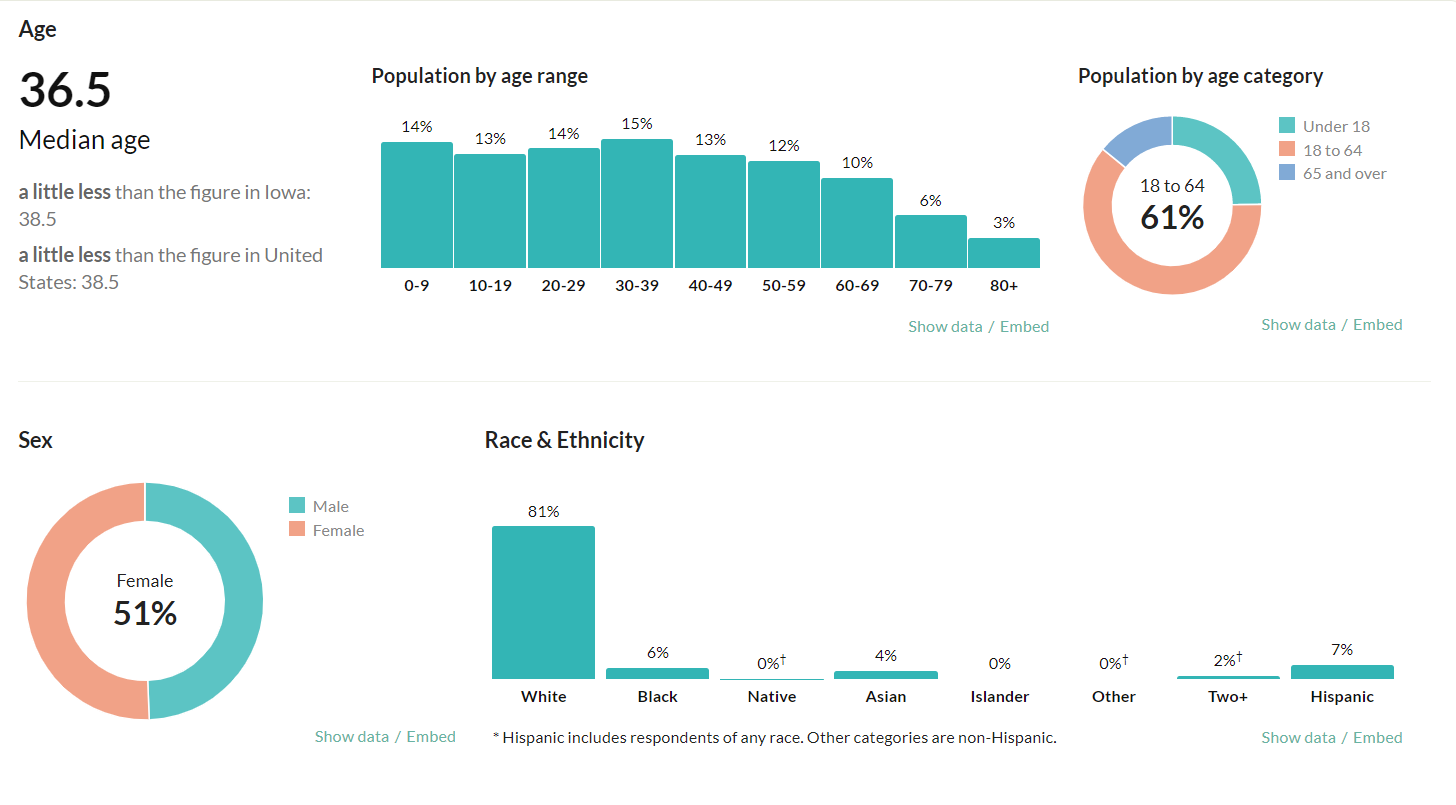 Age
36.5
Median age
a little less than the figure in Iowa:
38.5
a little less than the figure in United
States: 38.5
Population by age range
14%
13%
14%
15%
13%
12%
10%
6%
3%
0-9
10-19
20-29
30-39
40-49
50-59
60-69
70-79
80+
Show data / Embed
Population by age category
18 to 64
61%
Under 18
18 to 64
65 and over
Show data / Embed
Sex
Female
51%
Male
Female
Show data / Embed
Race & Ethnicity
81%
6%
0%†
4%
0%
0%†
2%†
7%
White
Black
Native
Asian
Islander
Other
Two+
Hispanic
* Hispanic includes respondents of any race. Other categories are non-Hispanic.
Show data / Embed